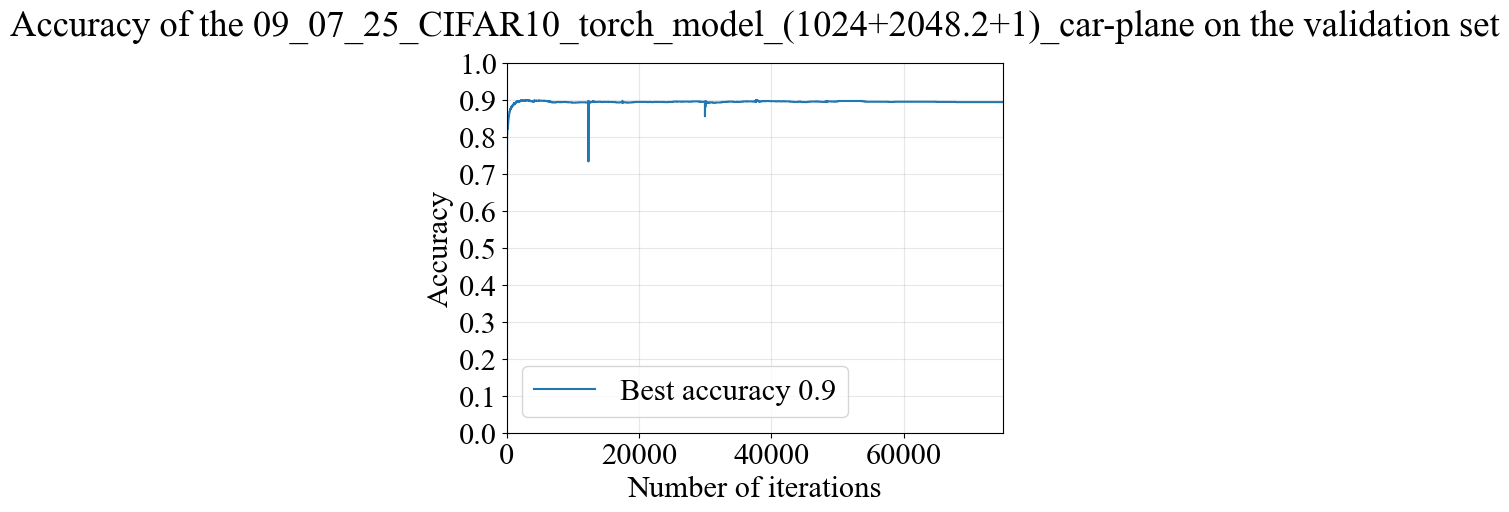 Accuracy of the 09_07_25_CIFAR10_torch_model_(1024+2048.2+1)_car-plane on the validation set
1.0
0.9
0.8
0.7
0.6
0.5
0.4
0.3
0.2
0.1
0.0
Accuracy
Best accuracy 0.9
0 20000 40000 60000
Number of iterations